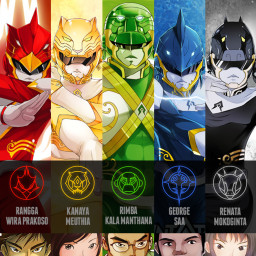 RANGGA
WIRA PRAKOSO
KANAYA
MEUTHIA
RIMBA
KALA MANTHANA
GEORGE
SAA
RENATA
MOKOGINTA